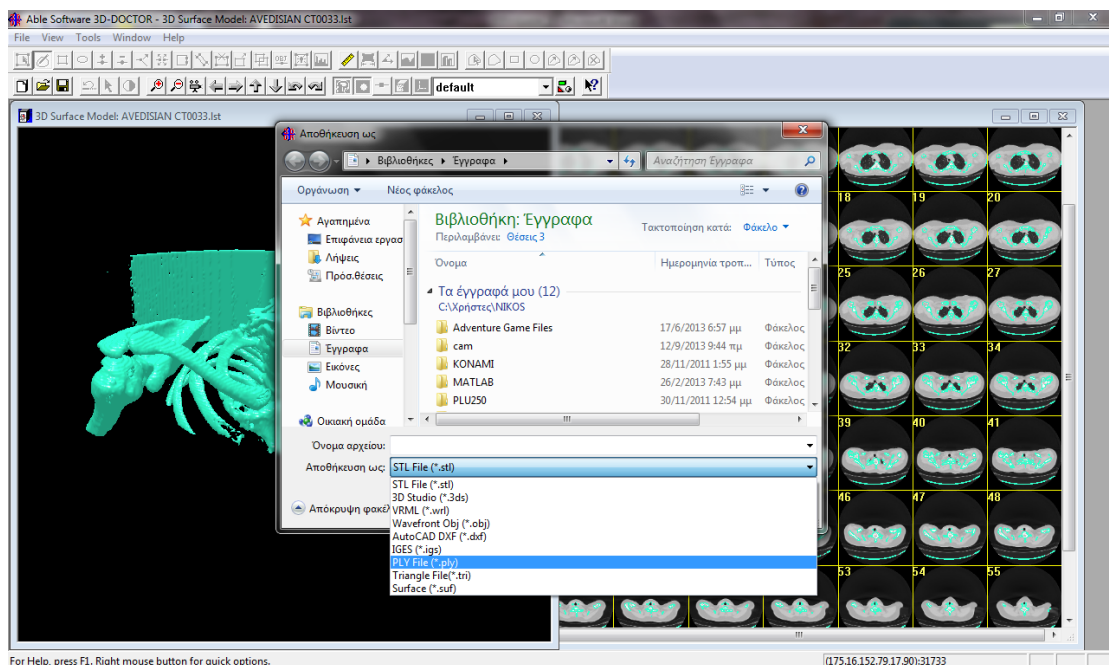 Able Software 3D-DOCTOR - 3D Surface Model: AVEDISIAN CT0033.lst
File View Tools Window Help
default
3D Surface Model: AVEDISIAN CT0033.lst
Αποθήκευση ως
Βιβλιοθήκες Έγγραφα
Αναζήτηση Έγγραφα
Οργάνωση Νέος φάκελος
Αγαπημένα
Επιφάνεια εργασ
Λήψεις
Πρόσ.θέσεις
Βιβλιοθήκες
Βίντεο
Έγγραφα
Εικόνες
Μουσική
Οικιακή ομάδα
Βιβλιοθήκη: Έγγραφα
Περιλαμβάνει: Θέσεις 3
Τακτοποίηση κατά: Φάκελο
Όνομα Ημερομηνία τροπ... Τύπος
Τα έγγραφά μου (12)
C:\Χρήστες\NIKOS
Adventure Game Files 17/6/2013 6:57 μμ Φάκελος
cam 12/9/2013 9:44 πμ Φάκελος
KONAMI 28/11/2011 1:55 μμ Φάκελος
MATLAB 26/2/2013 7:43 μμ Φάκελος
PLU250 30/11/2011 12:54 μμ Φάκελος
Όνομα αρχείου:
Αποθήκευση ως: STL File (*.stl)
STL File (*.stl)
3D Studio (*.3ds)
VRML (*.wrl)
Wavefront Obj (*.obj)
AutoCAD DXF (*.dxf)
IGES (*.igs)
PLY File (*.ply)
Triangle File(*.tri)
Surface (*.suf)
Απόκρυψη φακέλ
18 19 20
25 26 27
32 33 34
39 40 41
46 47 48
53 54 55
For Help, press F1. Right mouse button for quick options.
(175.16,152.79,17.90):31733